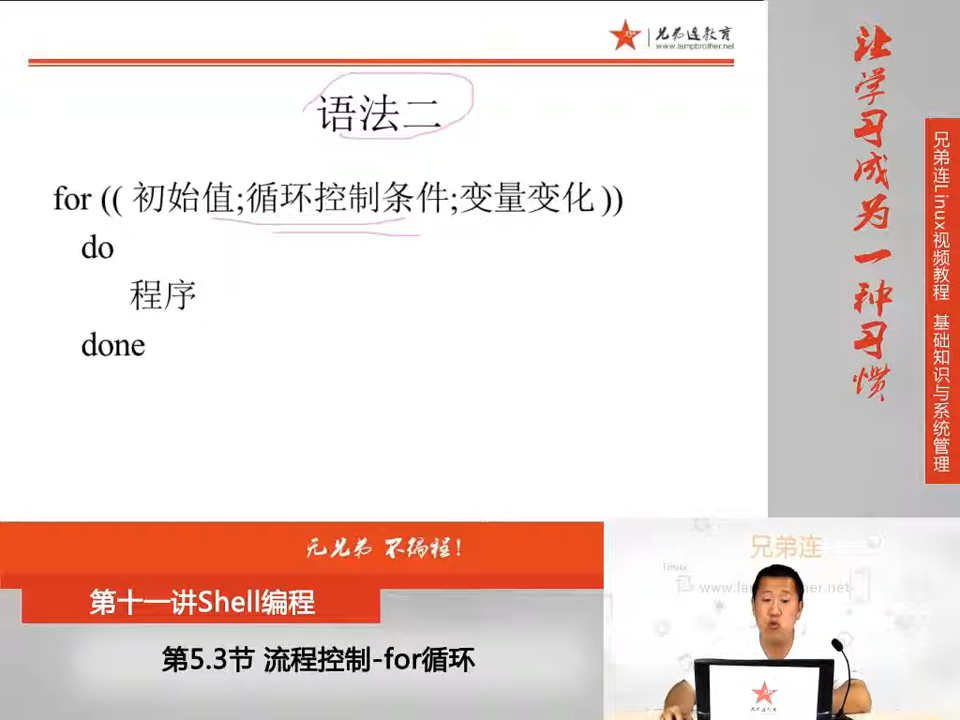 兄弟连教育
www.lampbrother.net
语法二
for (( 初始值;循环控制条件;变量变化 ))
do
程序
done
让学习成为一种习惯
兄弟连Linux视频教程 基础知识与系统管理
无兄弟 不编程!
第十一讲Shell编程
第5.3节 流程控制-for循环
兄弟连
Linux